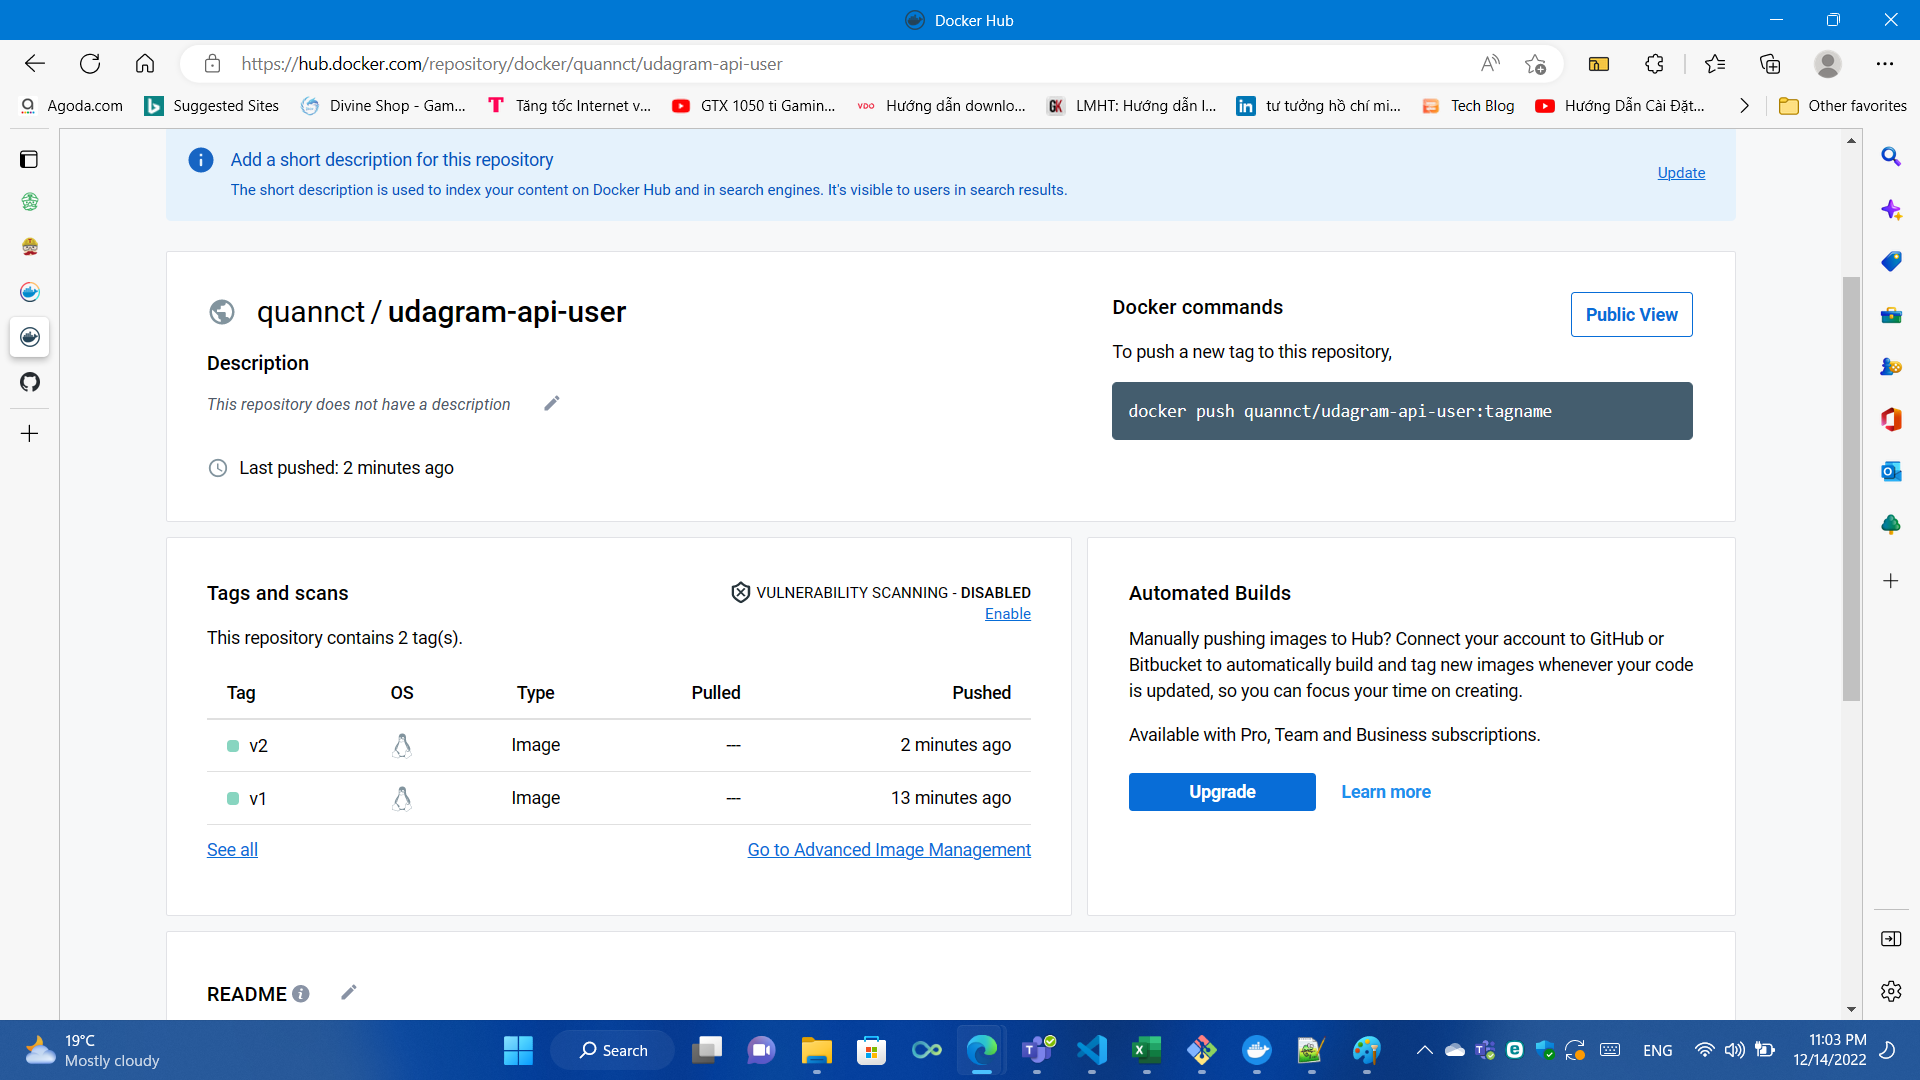 Docker Hub
https://hub.docker.com/repository/docker/quannct/udagram-api-user
Agoda.com
Suggested Sites
Divine Shop - Gam...
Tăng tốc Internet v...
GTX 1050 ti Gamin...
Hướng dẫn downlo...
LMHT: Hướng dẫn l...
tư tưởng hồ chí mi...
Tech Blog
Hướng Dẫn Cài Đặt...
Other favorites
Add a short description for this repository
The short description is used to index your content on Docker Hub and in search engines. It's visible to users in search results.
Update
quannct / udagram-api-user
Description
This repository does not have a description
Last pushed: 2 minutes ago
Docker commands
Public View
To push a new tag to this repository,
docker push quannct/udagram-api-user:tagname
Tags and scans
VULNERABILITY SCANNING - DISABLED
Enable
This repository contains 2 tag(s).
Tag OS Type Pulled Pushed
v2 Image --- 2 minutes ago
v1 Image --- 13 minutes ago
See all
Go to Advanced Image Management
Automated Builds
Manually pushing images to Hub? Connect your account to GitHub or
Bitbucket to automatically build and tag new images whenever your code
is updated, so you can focus your time on creating.
Available with Pro, Team and Business subscriptions.
Upgrade
Learn more
README
19°C
Mostly cloudy
Search
ENG
11:03 PM
12/14/2022